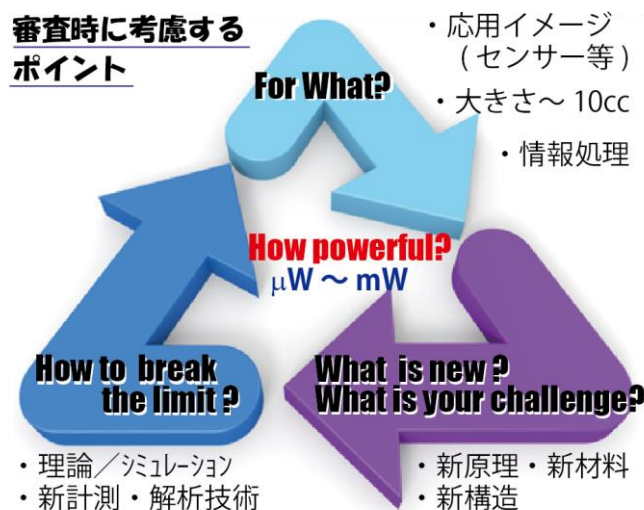 審査時に考慮する
ポイント
For What?
・応用イメージ
(センサー等)
・大きさ～10cc
・情報処理
How powerful?
μW ～ mW
How to break
the limit ?
What is new ?
What is your challenge?
・理論／ｼﾐｭﾚｰｼｮﾝ
・新計測・解析技術
・新原理・新材料
・新構造